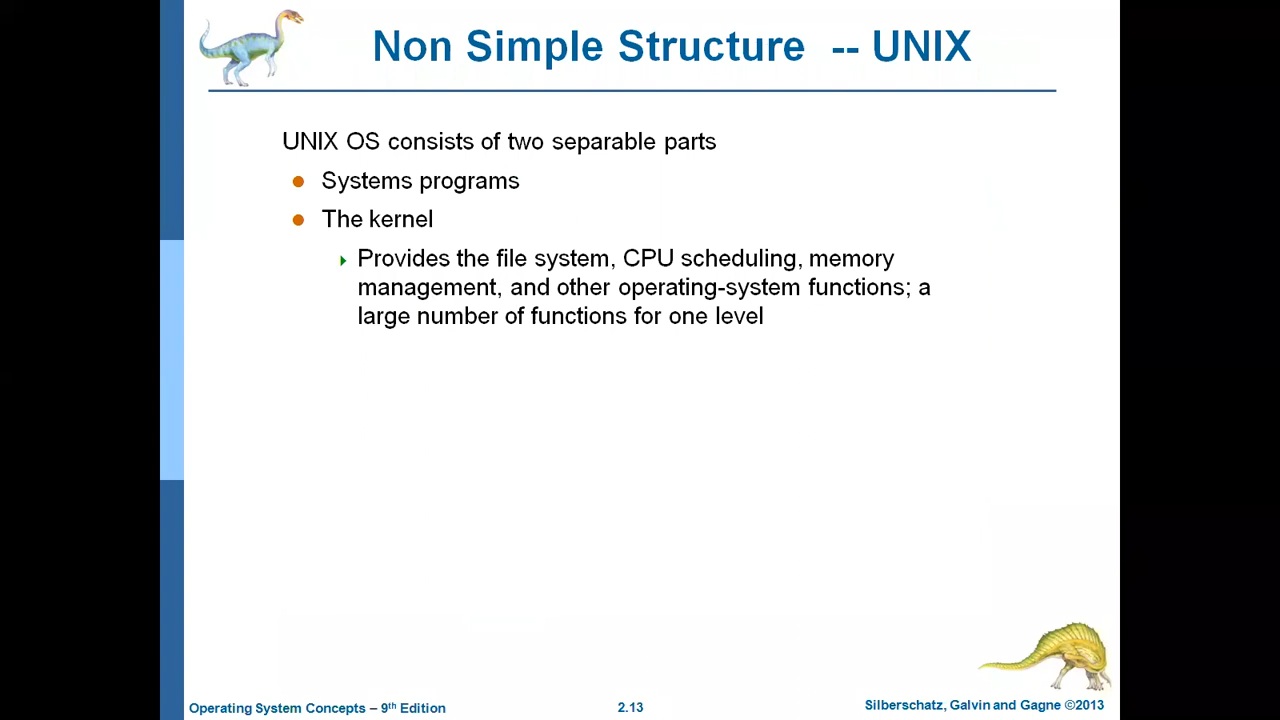 Non Simple Structure -- UNIX
UNIX OS consists of two separable parts
Systems programs
The kernel
Provides the file system, CPU scheduling, memory
management, and other operating-system functions; a
large number of functions for one level
Operating System Concepts – 9th Edition
2.13
Silberschatz, Galvin and Gagne ©2013